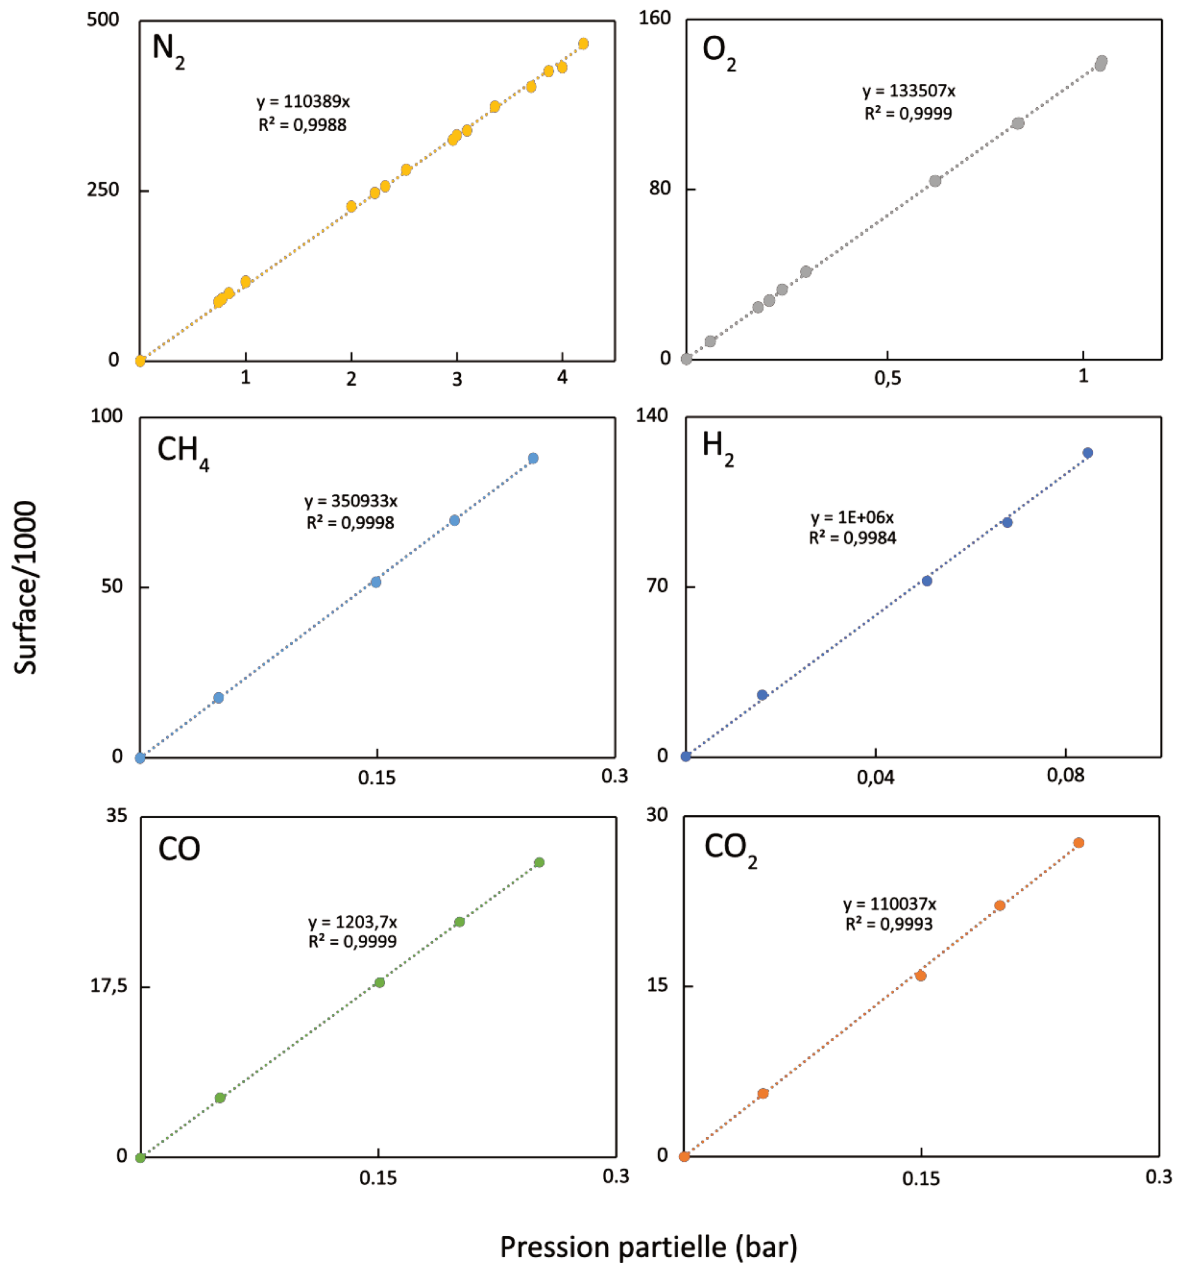 500
N₂
y = 110389x
R² = 0,9988
250
0
1 2 3 4
160
O₂
y = 133507x
R² = 0,9999
80
0
0,5 1
100
CH₄
y = 350933x
R² = 0,9998
50
0
0.15 0.3
140
H₂
y = 1E+06x
R² = 0,9984
70
0
0,04 0,08
35
CO
y = 1203,7x
R² = 0,9999
17,5
0
0.15 0.3
30
CO₂
y = 110037x
R² = 0,9993
15
0
0.15 0.3
Surface/1000
Pression partielle (bar)